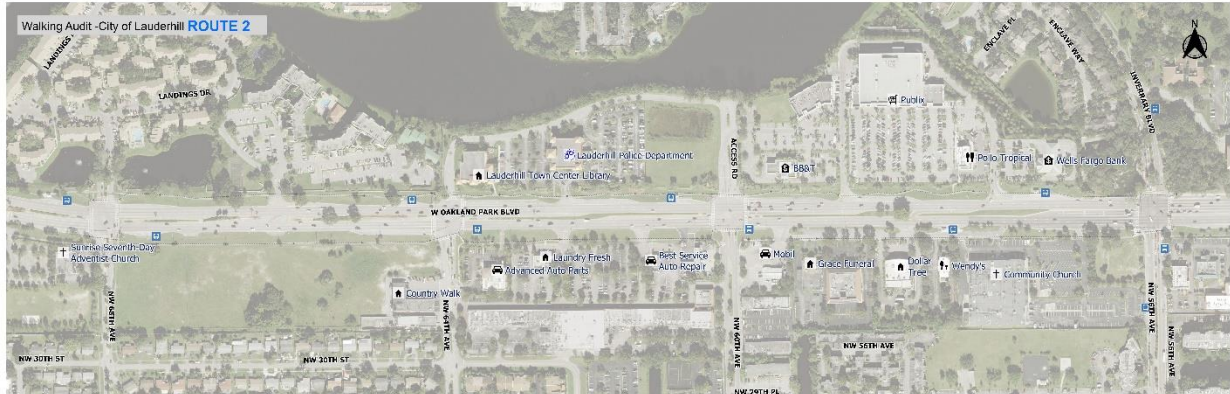 Walking Audit -City of Lauderhill ROUTE 2
N
LANDINGS
LANDINGS DR
ENCLAVE PL
ENCLAVE WAY
INVERRARY BLVD
Publix
ACCESS RD
Lauderhill Police Department
BB&T
Pollo Tropical
Wells Fargo Bank
Lauderhill Town Center Library
W OAKLAND PARK BLVD
Sunrise Seventh-Day
Adventist Church
Laundry Fresh
Advanced Auto Parts
Best Service
Auto Repair
Mobil
Grace Funeral
Dollar
Tree
Wendy's
Community Church
Country Walk
NW 68TH AVE
NW 64TH AVE
NW 60TH AVE
NW 56TH AVE
NW 56TH AVE
NW 55TH AVE
NW 30TH ST
NW 30TH ST
NW 29TH PL